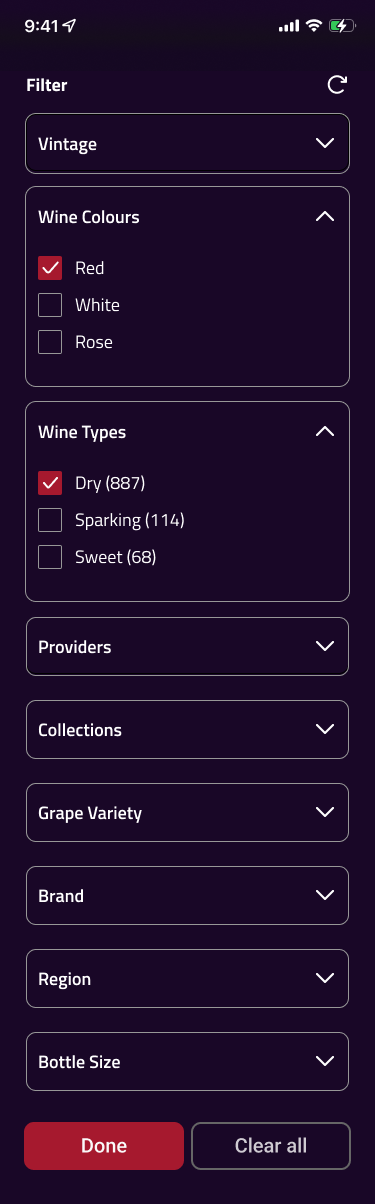 9:41
Filter
Vintage
Wine Colours
Red
White
Rose
Wine Types
Dry (887)
Sparking (114)
Sweet (68)
Providers
Collections
Grape Variety
Brand
Region
Bottle Size
Done
Clear all